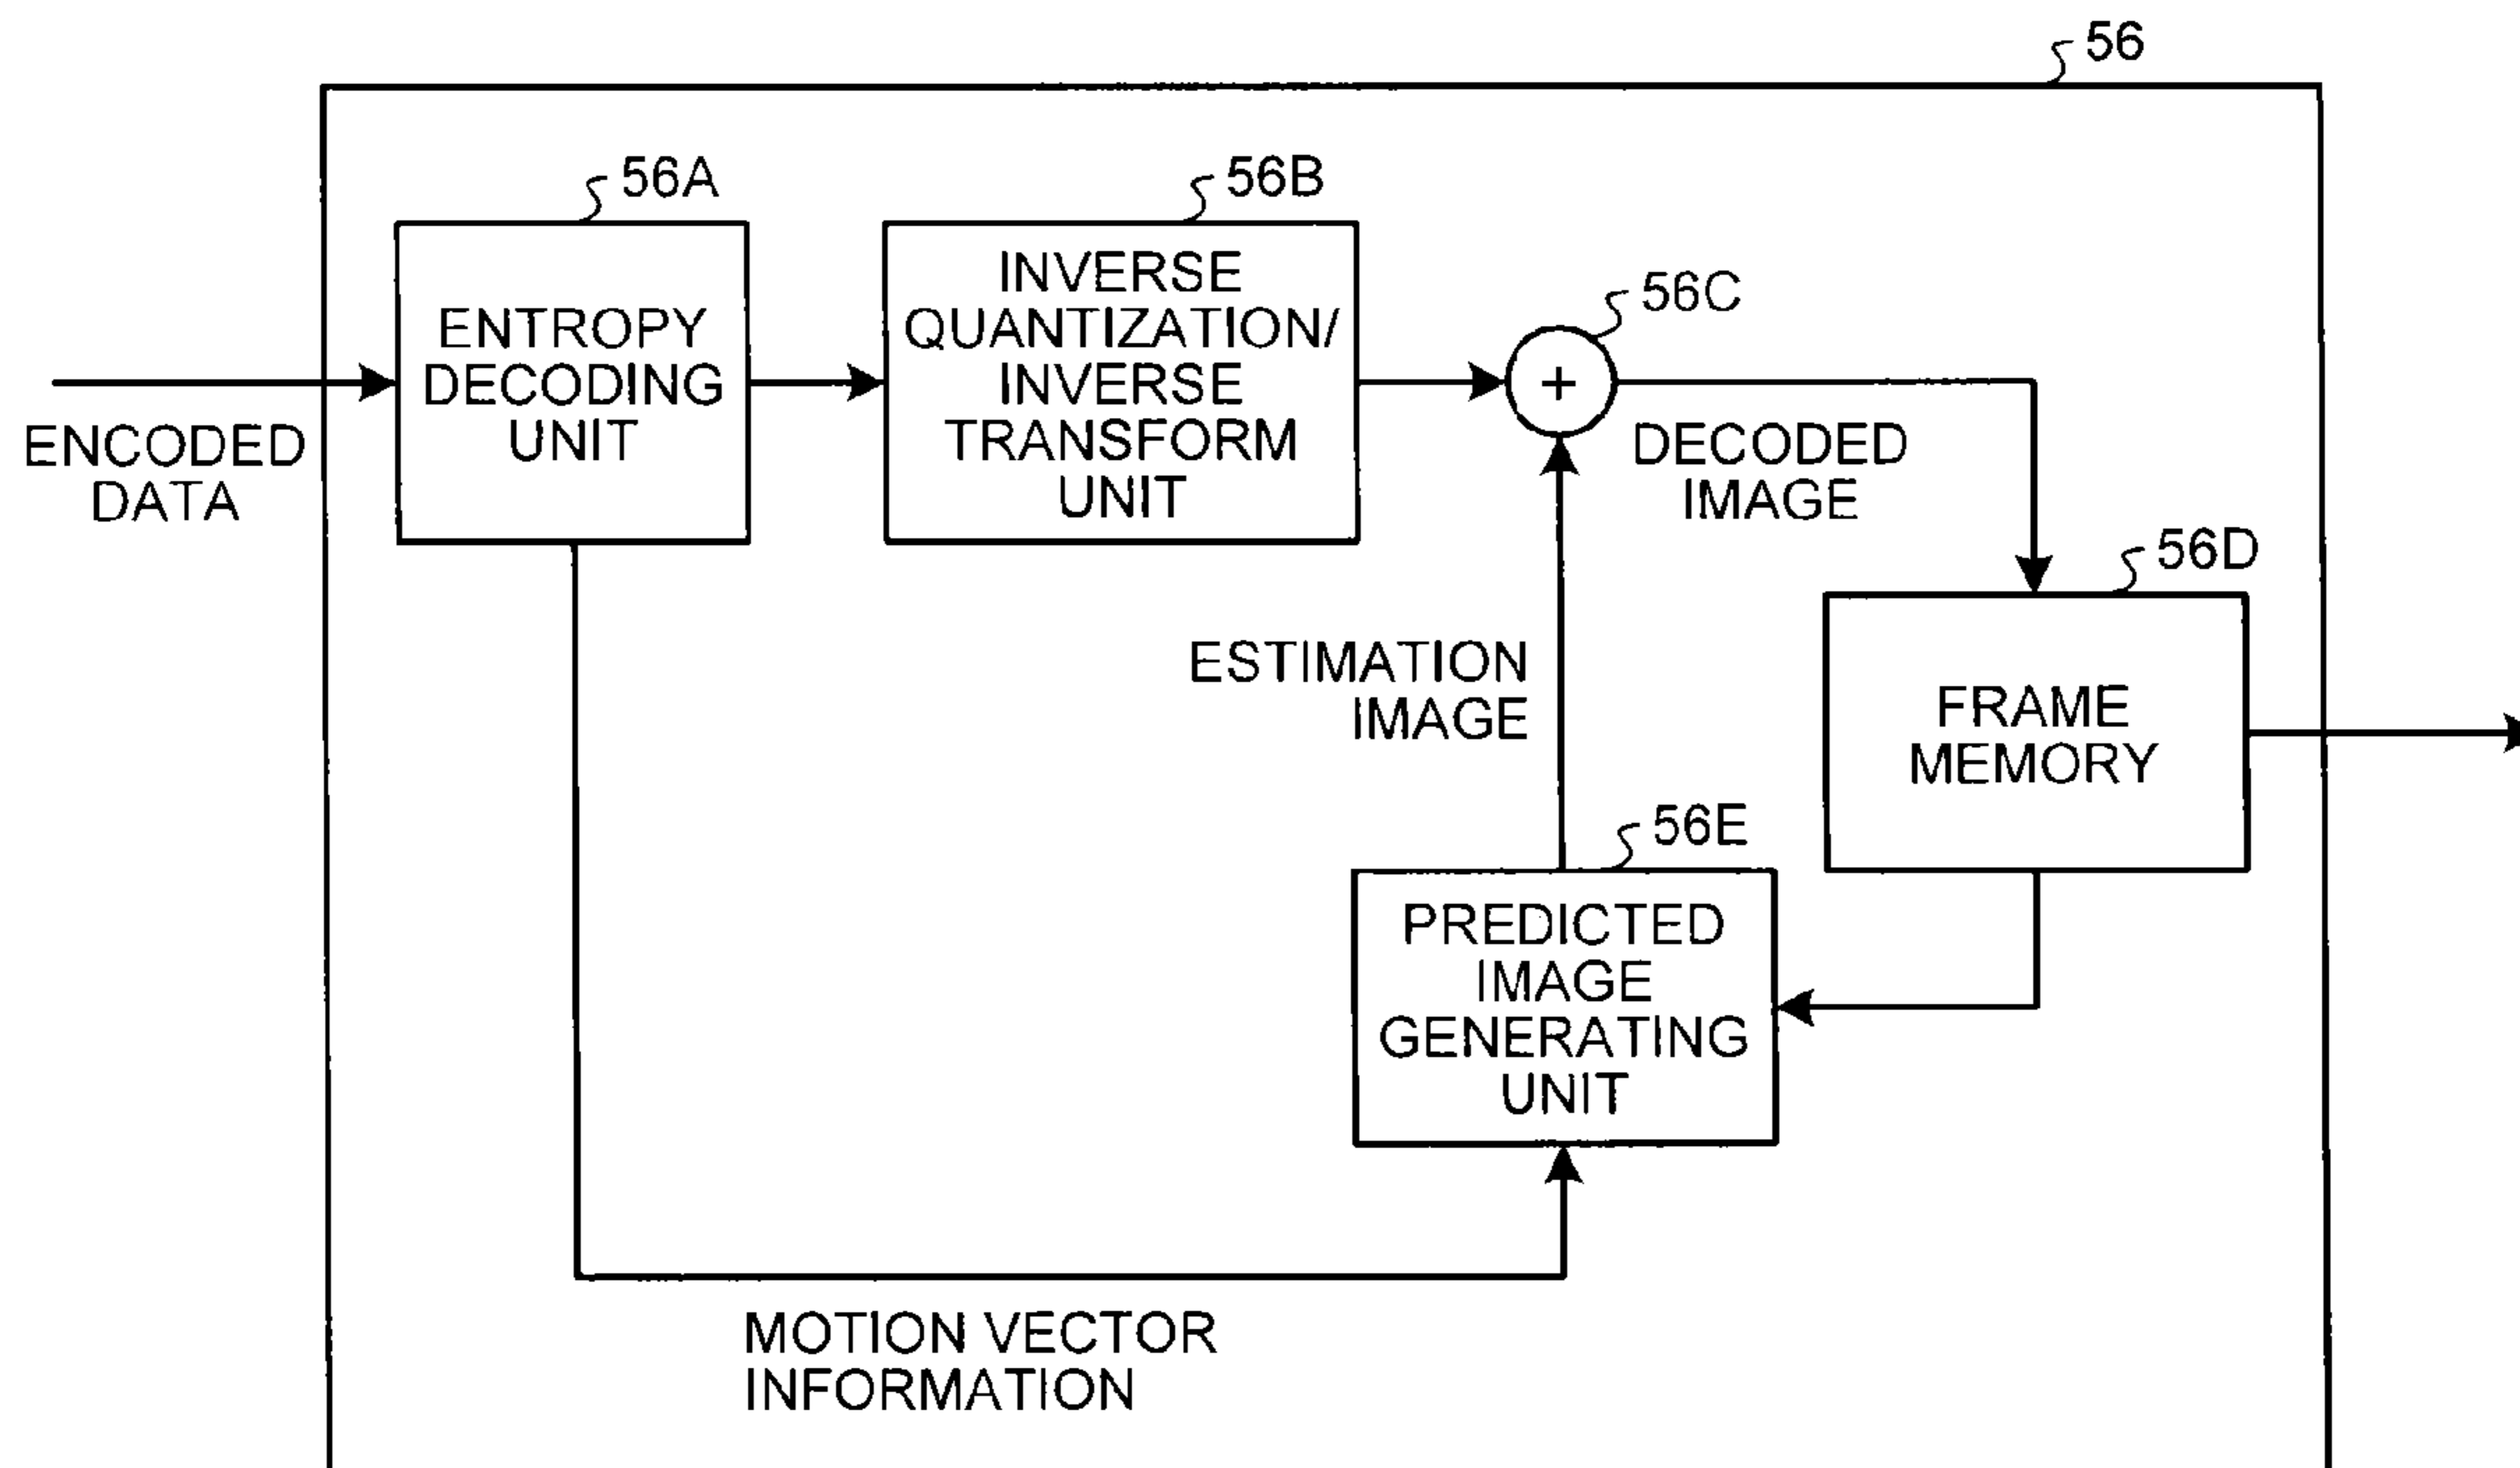 56
56A
56B
INVERSE
QUANTIZATION/
INVERSE
TRANSFORM
UNIT
56C
ENTROPY
DECODING
UNIT
+
ENCODED
DATA
DECODED
IMAGE
56D
ESTIMATION
IMAGE
FRAME
MEMORY
56E
PREDICTED
IMAGE
GENERATING
UNIT
MOTION VECTOR
INFORMATION